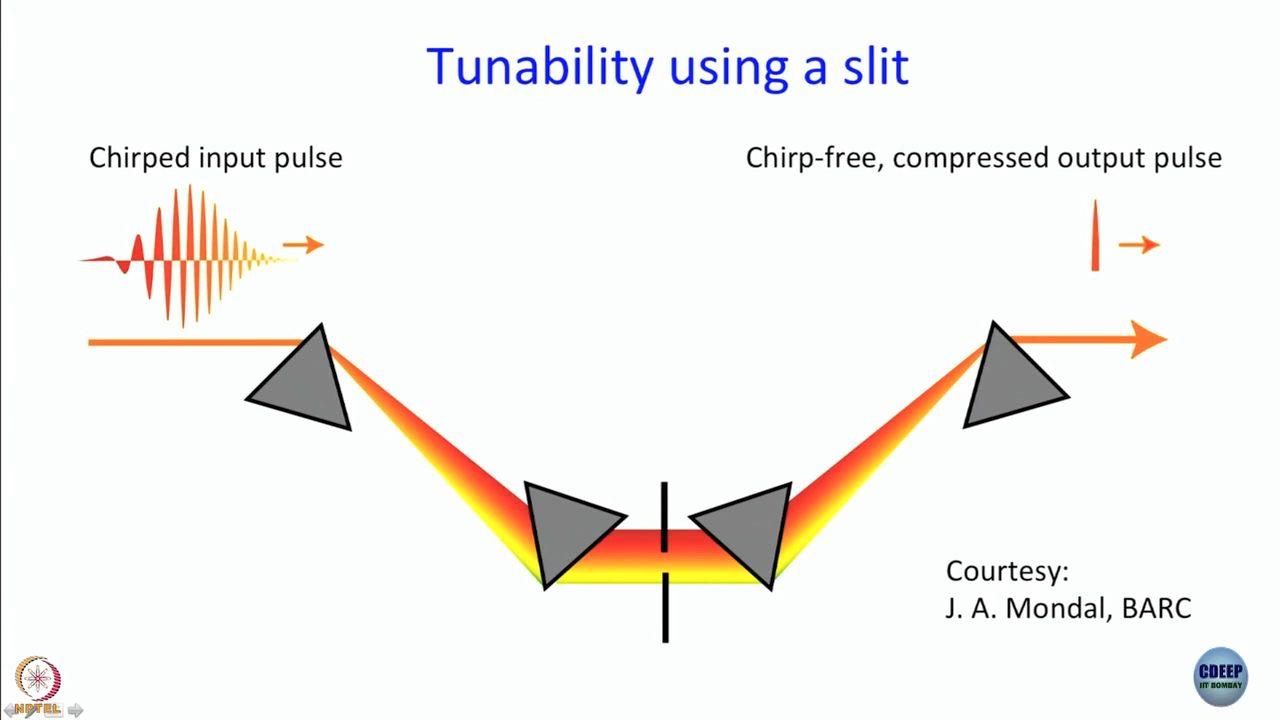 Tunability using a slit
Chirped input pulse
Chirp-free, compressed output pulse
Courtesy:
J. A. Mondal, BARC
NPTEL
CDEEP
IIT BOMBAY